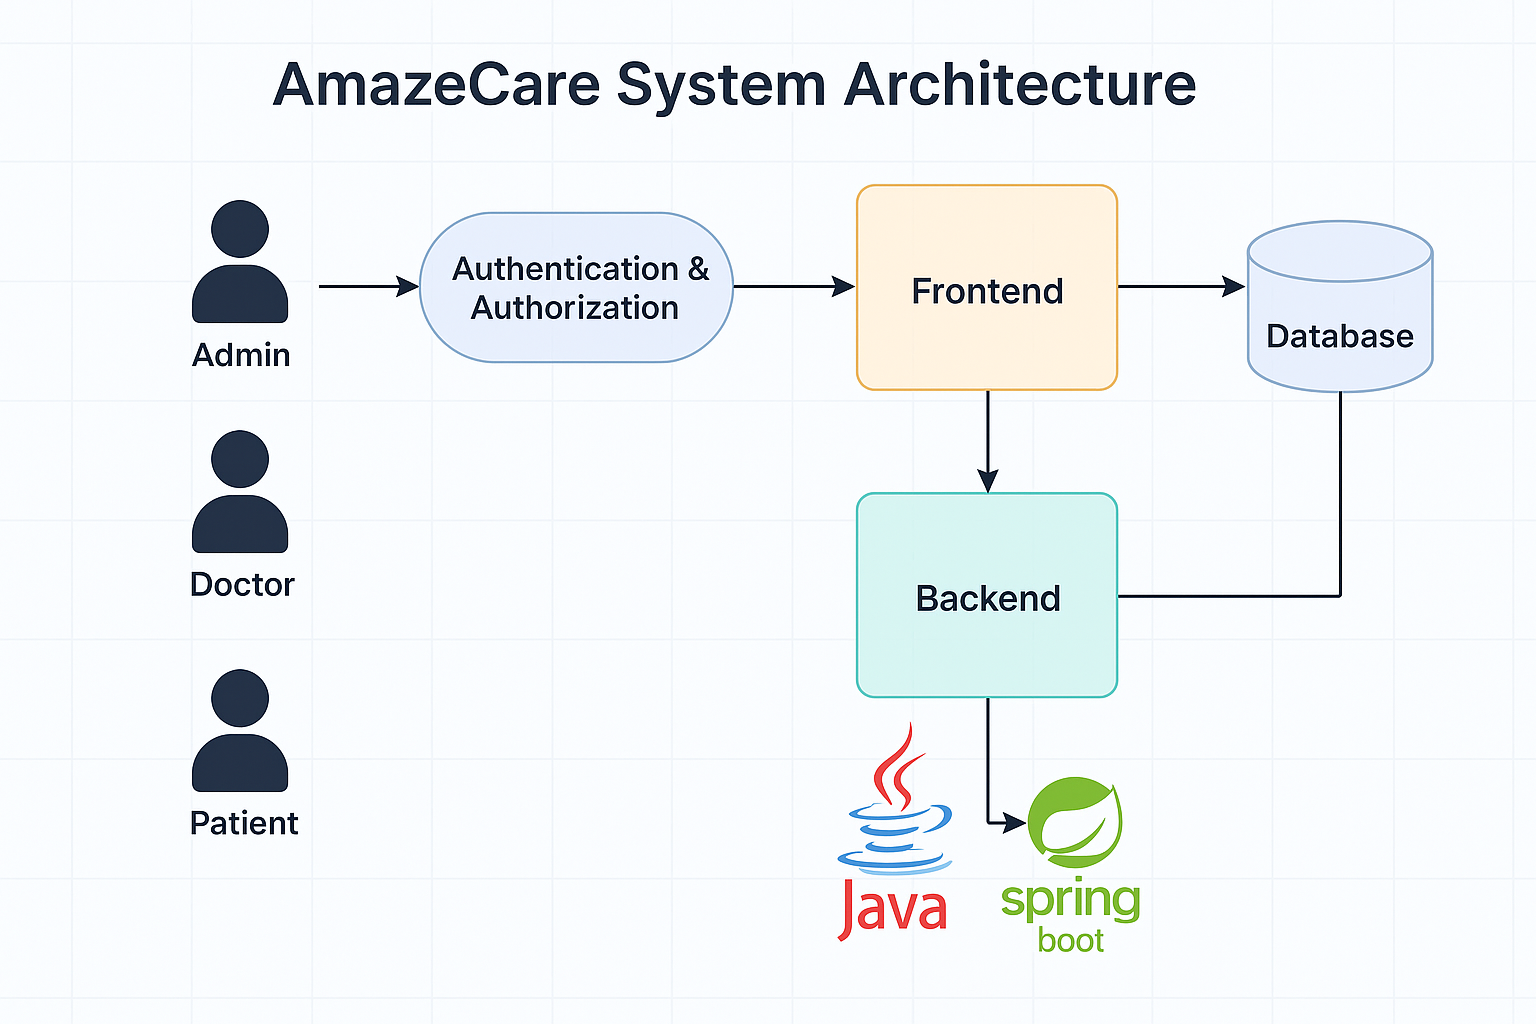 AmazeCare System Architecture
Admin
Authentication &
Authorization
Frontend
Database
Doctor
Backend
Patient
Java
spring
boot